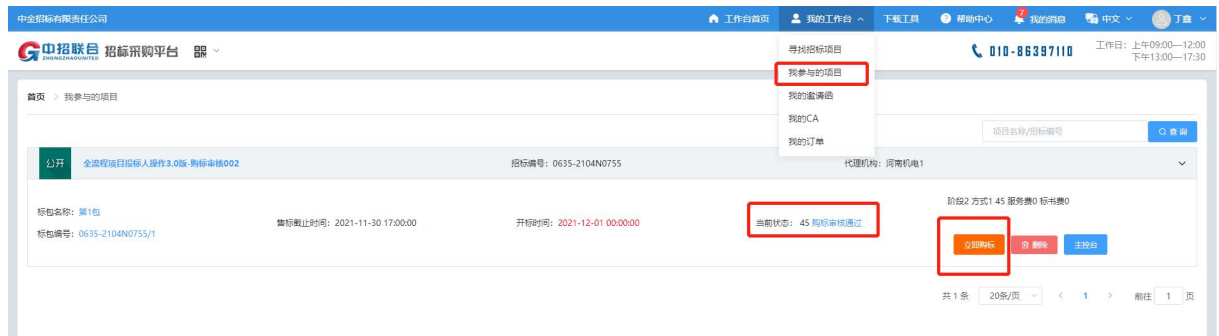 中金招标有限责任公司
工作台首页
我的工作台
下载工具
帮助中心
7
我的消息
中文
丁鑫
中招联合
ZHONGZHAOUNITED
招标采购平台
寻找招标项目
我参与的项目
我的邀请函
我的CA
我的订单
010-86397110
工作日: 上午09:00—12:00
下午13:00—17:30
首页 > 我参与的项目
项目名称/招标编号
查询
公开
全流程项目投标人操作3.0版-购标审核002
招标编号: 0635-2104N0755
代理机构: 河南机电1
标包名称: 第1包
标包编号: 0635-2104N0755/1
售标截止时间: 2021-11-30 17:00:00
开标时间: 2021-12-01 00:00:00
当前状态: 45 购标审核通过
阶段2 方式1 45 服务费0 标书费0
立即购标
删除
主控台
共1条
20条/页
< 1 >
前往 1 页